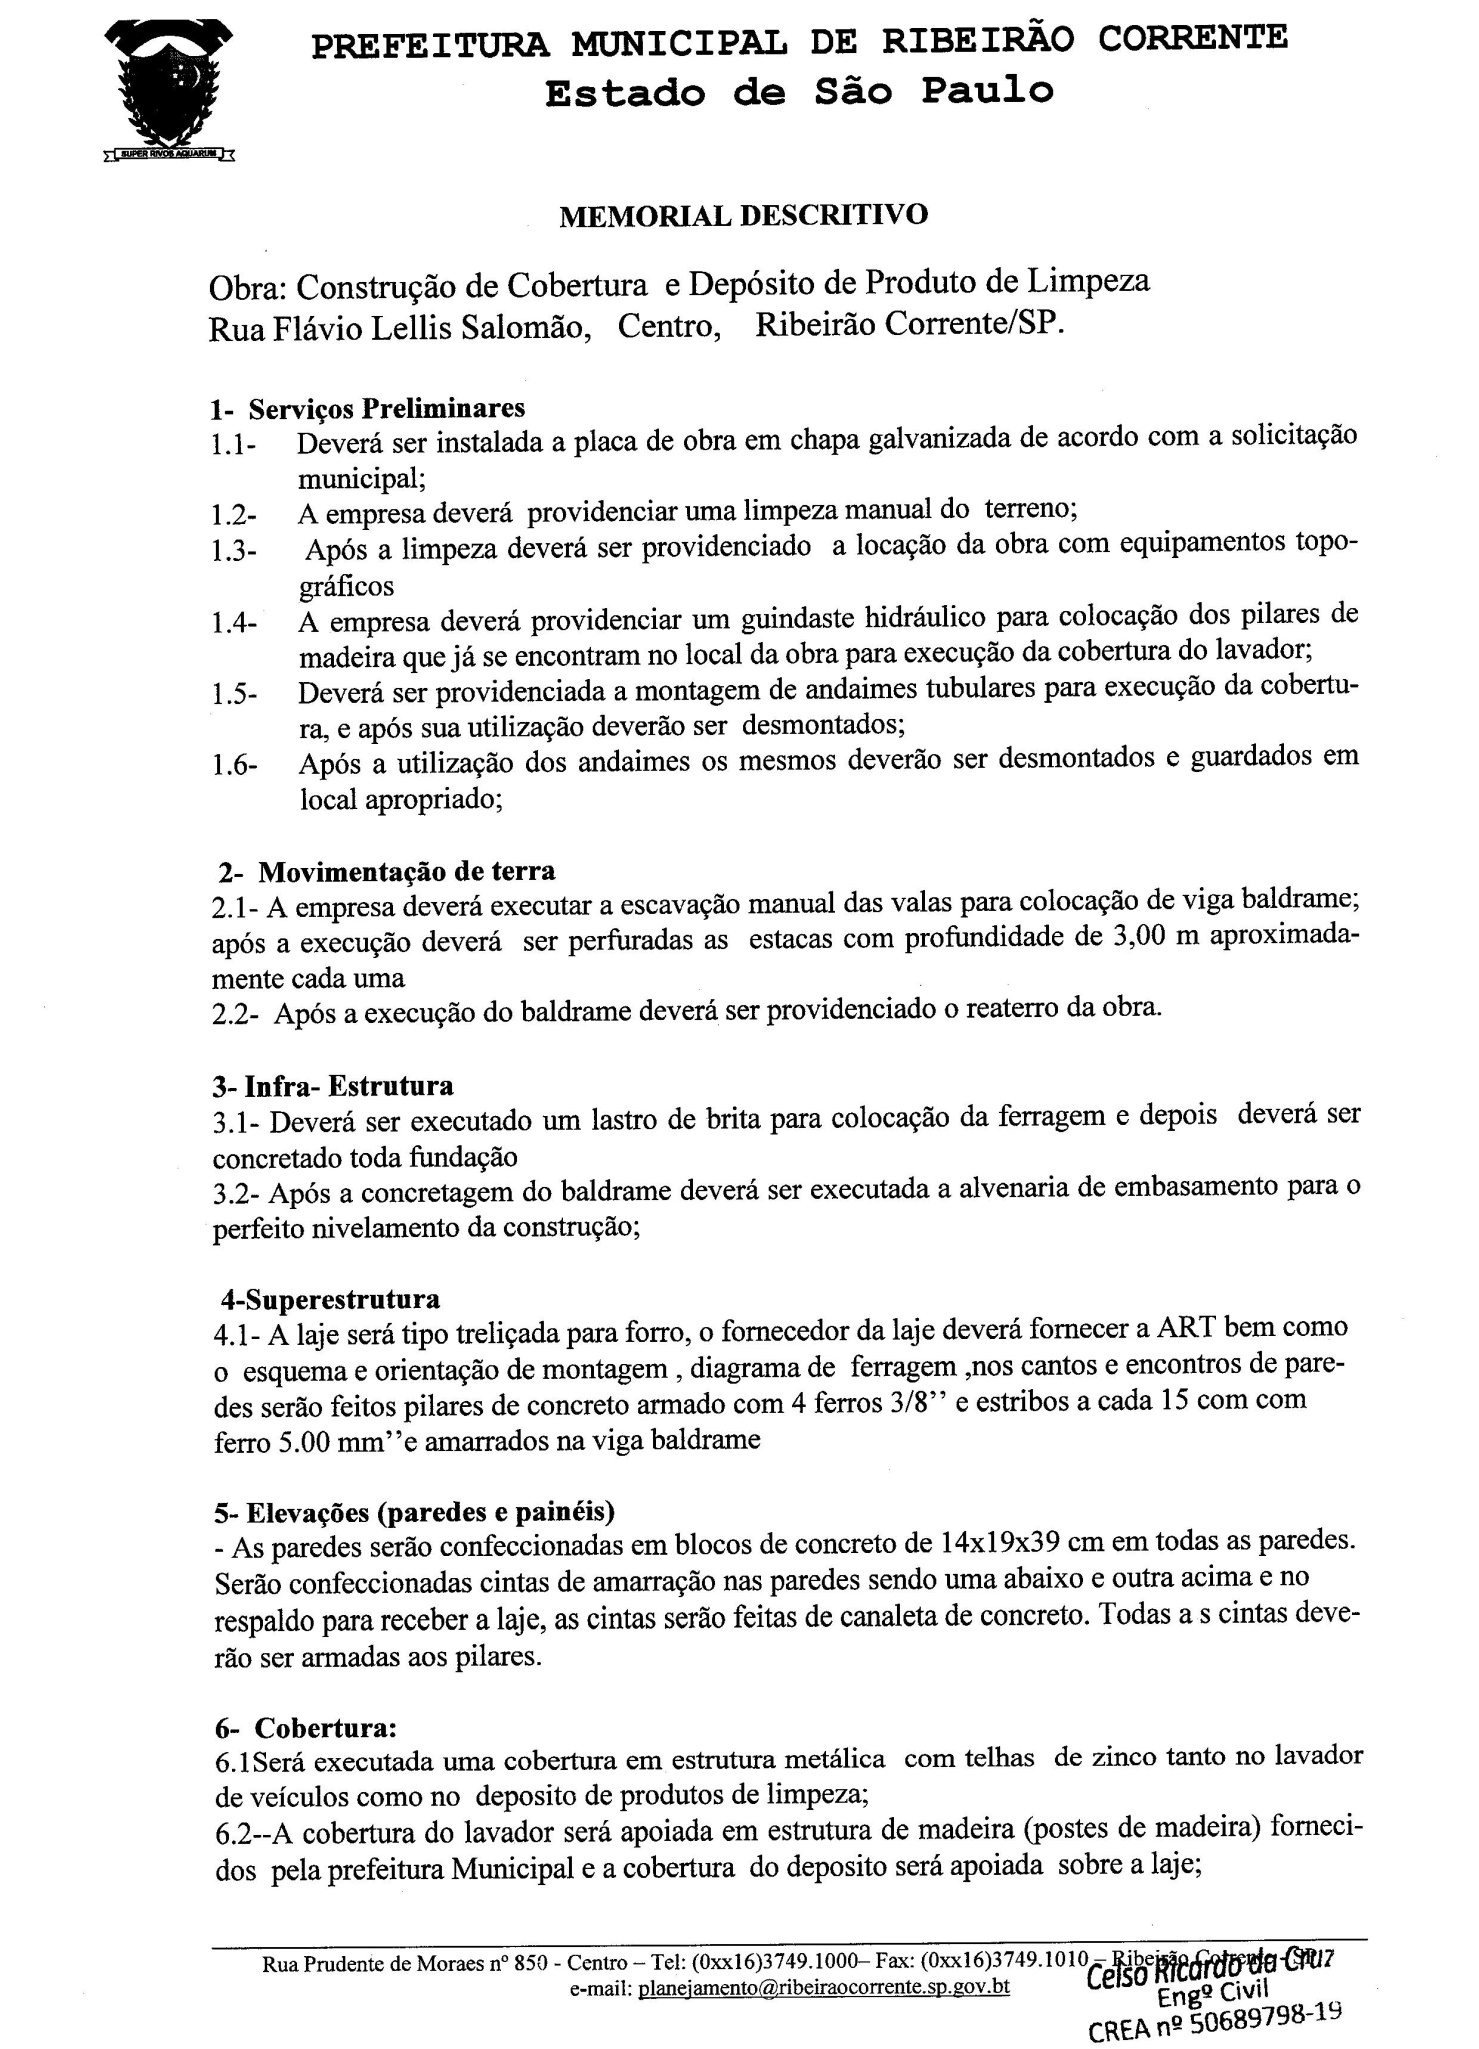 PREFEITURA MUNICIPAL DE RIBEIRÃO CORRENTE
Estado de São Paulo
SUPER RIVOS AQUARUM
MEMORIAL DESCRITIVO
Obra: Construção de Cobertura e Depósito de Produto de Limpeza
Rua Flávio Lellis Salomão, Centro, Ribeirão Corrente/SP.
1- Serviços Preliminares
1.1- Deverá ser instalada a placa de obra em chapa galvanizada de acordo com a solicitação
municipal;
1.2- A empresa deverá providenciar uma limpeza manual do terreno;
1.3- Após a limpeza deverá ser providenciado a locação da obra com equipamentos topo-
gráficos
1.4- A empresa deverá providenciar um guindaste hidráulico para colocação dos pilares de
madeira que já se encontram no local da obra para execução da cobertura do lavador;
1.5- Deverá ser providenciada a montagem de andaimes tubulares para execução da cobertu-
ra, e após sua utilização deverão ser desmontados;
1.6- Após a utilização dos andaimes os mesmos deverão ser desmontados e guardados em
local apropriado;
2- Movimentação de terra
2.1- A empresa deverá executar a escavação manual das valas para colocação de viga baldrame;
após a execução deverá ser perfuradas as estacas com profundidade de 3,00 m aproximada-
mente cada uma
2.2- Após a execução do baldrame deverá ser providenciado o reaterro da obra.
3- Infra- Estrutura
3.1- Deverá ser executado um lastro de brita para colocação da ferragem e depois deverá ser
concretado toda fundação
3.2- Após a concretagem do baldrame deverá ser executada a alvenaria de embasamento para o
perfeito nivelamento da construção;
4-Superestrutura
4.1- A laje será tipo treliçada para forro, o fornecedor da laje deverá fornecer a ART bem como
o esquema e orientação de montagem , diagrama de ferragem ,nos cantos e encontros de pare-
des serão feitos pilares de concreto armado com 4 ferros 3/8’’ e estribos a cada 15 com com
ferro 5.00 mm’’e amarrados na viga baldrame
5- Elevações (paredes e painéis)
- As paredes serão confeccionadas em blocos de concreto de 14x19x39 cm em todas as paredes.
Serão confeccionadas cintas de amarração nas paredes sendo uma abaixo e outra acima e no
respaldo para receber a laje, as cintas serão feitas de canaleta de concreto. Todas a s cintas deve-
rão ser armadas aos pilares.
6- Cobertura:
6.1Será executada uma cobertura em estrutura metálica com telhas de zinco tanto no lavador
de veículos como no deposito de produtos de limpeza;
6.2--A cobertura do lavador será apoiada em estrutura de madeira (postes de madeira) forneci-
dos pela prefeitura Municipal e a cobertura do deposito será apoiada sobre a laje;
Rua Prudente de Moraes nº 850 - Centro – Tel: (0xx16)3749.1000– Fax: (0xx16)3749.1010 – Ribeirão Corrente -SP
e-mail: planejamento@ribeiraocorrente.sp.gov.bt
Celso Ricardo da Cruz
Engº Civil
CREA nº 50689798-19